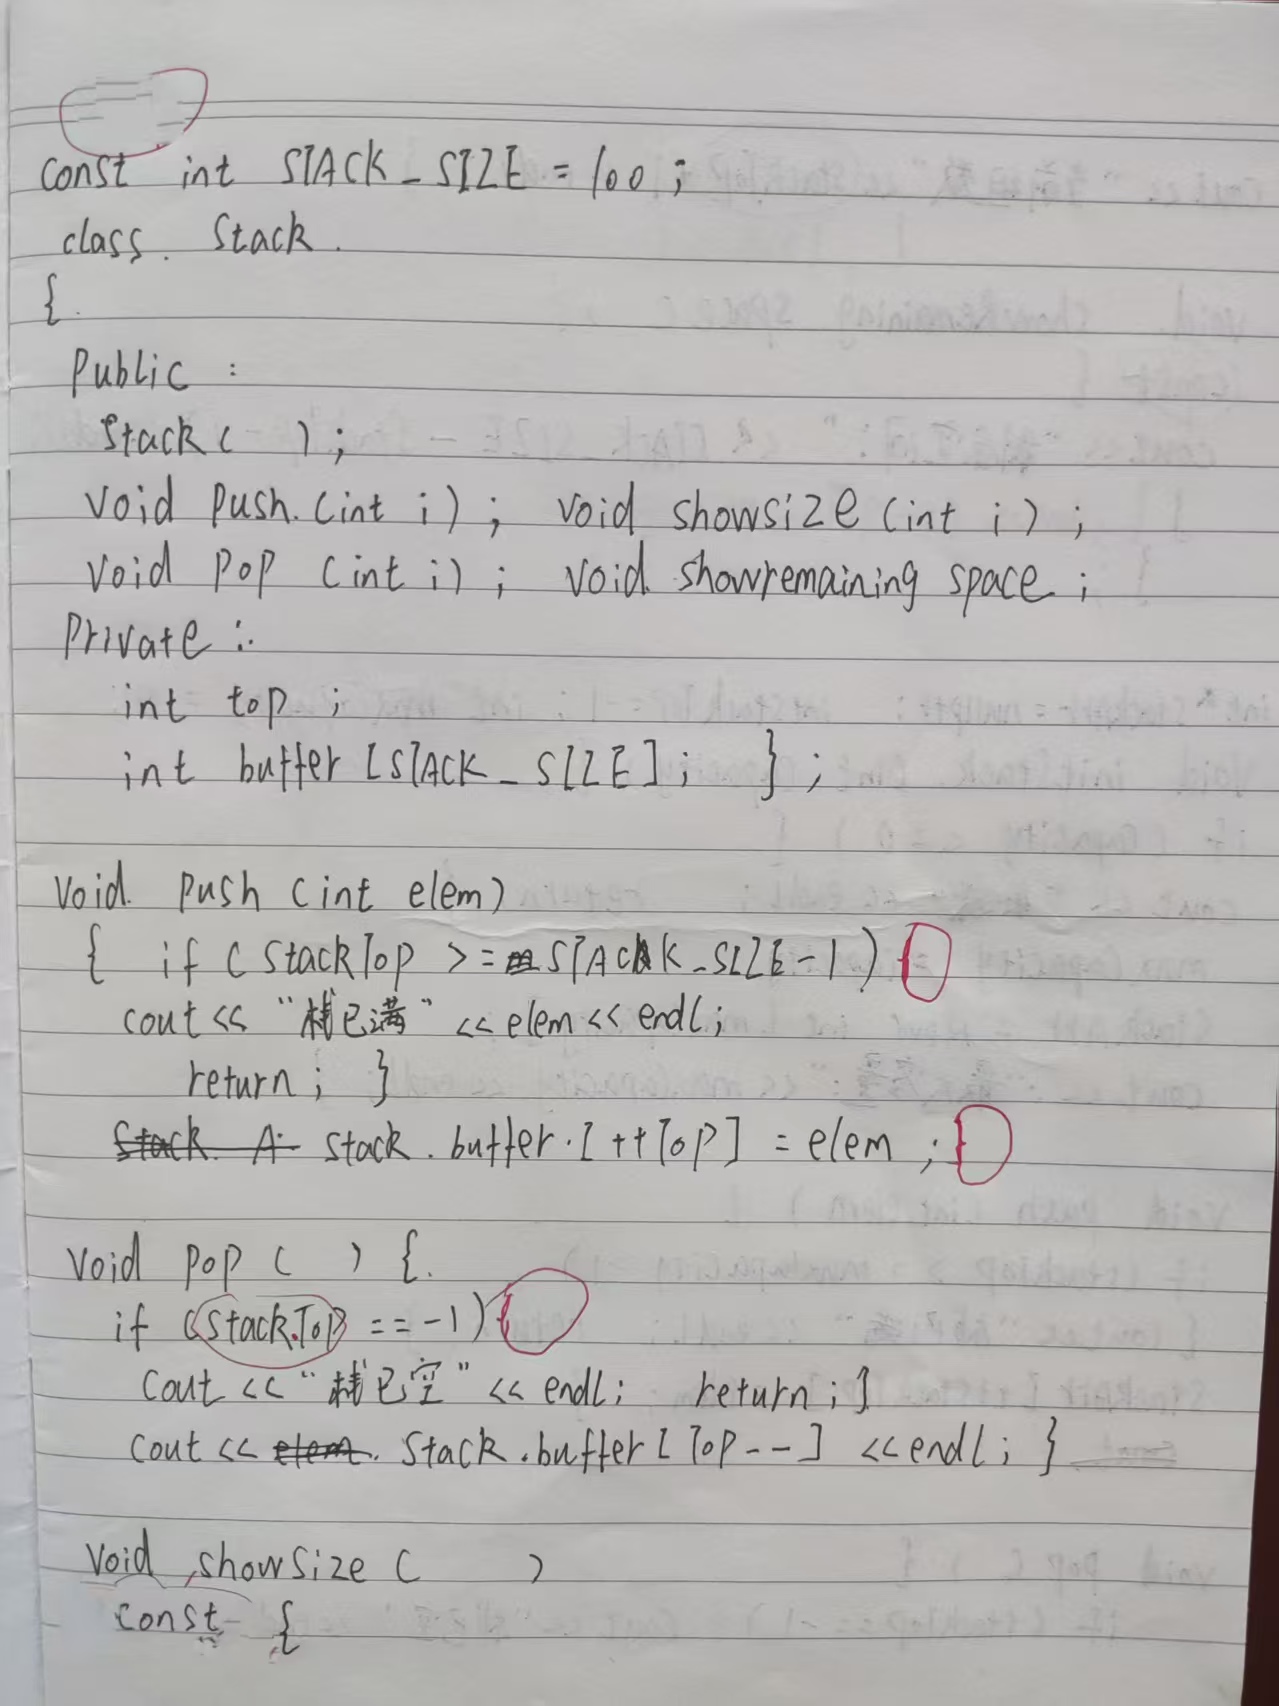 const int STACK_SIZE = 100;
class. Stack.
{.
Public :
Stack( );
void push.(int i); void showsize(int i);
void pop (int i); void showremaining space;
Private :.
int top;
int buffer [STACK_SIZE]; };
void. push (int elem)
{ if (StackTop >= STACK_SIZE-1) {
cout << "栈已满" << elem << endl;
return; }
Stack. A: stack.buffer.[++Top] = elem; }
void pop ( ) {.
if (Stack.Top == -1) {
cout << "栈已空" << endl; return;}
cout << elem. Stack.buffer[Top--] << endl; }
void showsize( )
const {